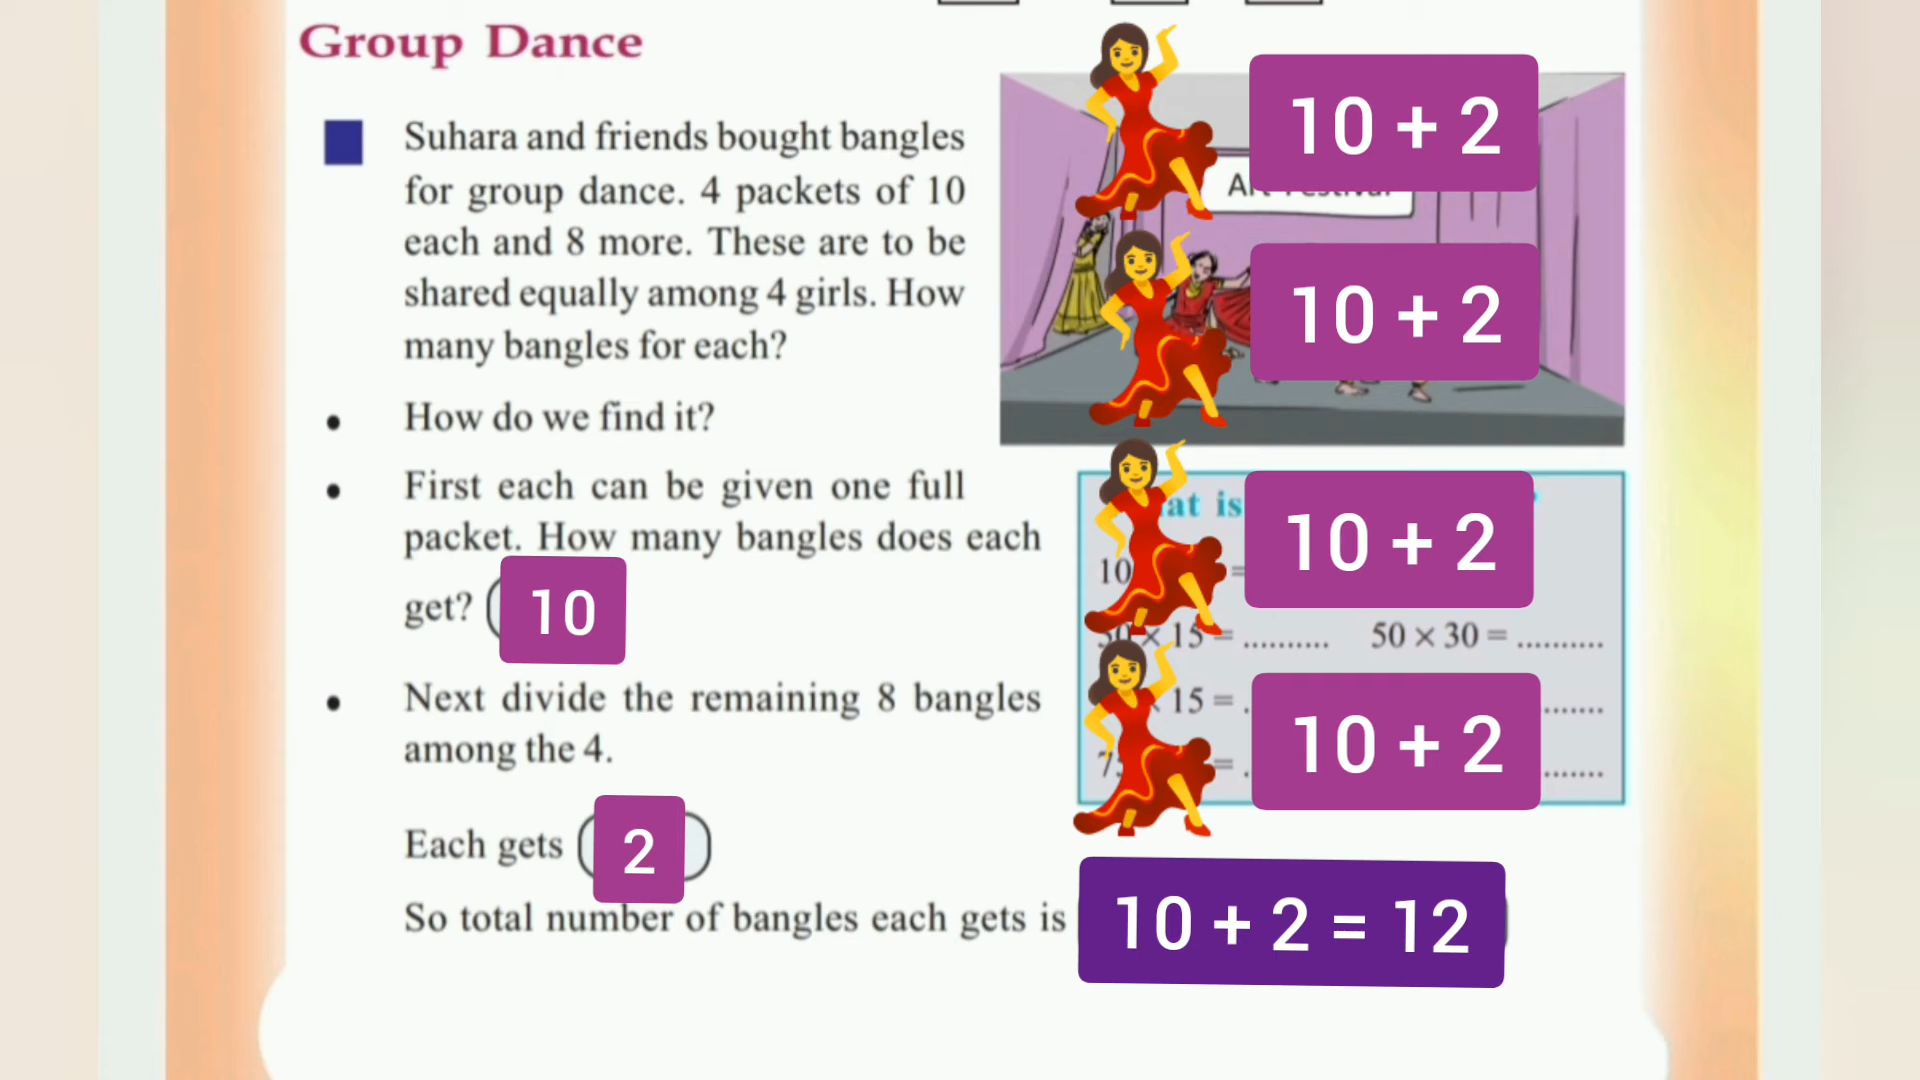 Group Dance
Suhara and friends bought bangles
for group dance. 4 packets of 10
each and 8 more. These are to be
shared equally among 4 girls. How
many bangles for each?
How do we find it?
First each can be given one full
packet. How many bangles does each
get? 10
Next divide the remaining 8 bangles
among the 4.
Each gets 2
So total number of bangles each gets is 10 + 2 = 12
10 + 2
10 + 2
10 + 2
is
10 =
× 15 = .......... 50 × 30 = ..........
15 =
10 + 2
=